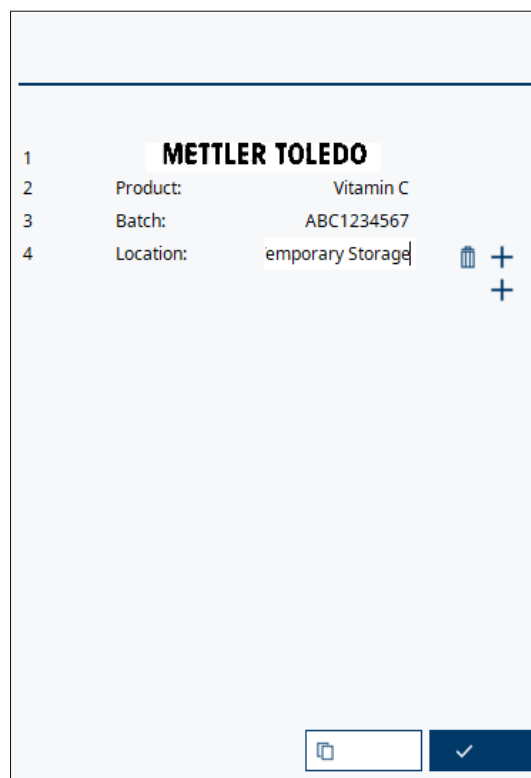 1 METTLER TOLEDO
2 Product: Vitamin C
3 Batch: ABC1234567
4 Location: emporary Storage